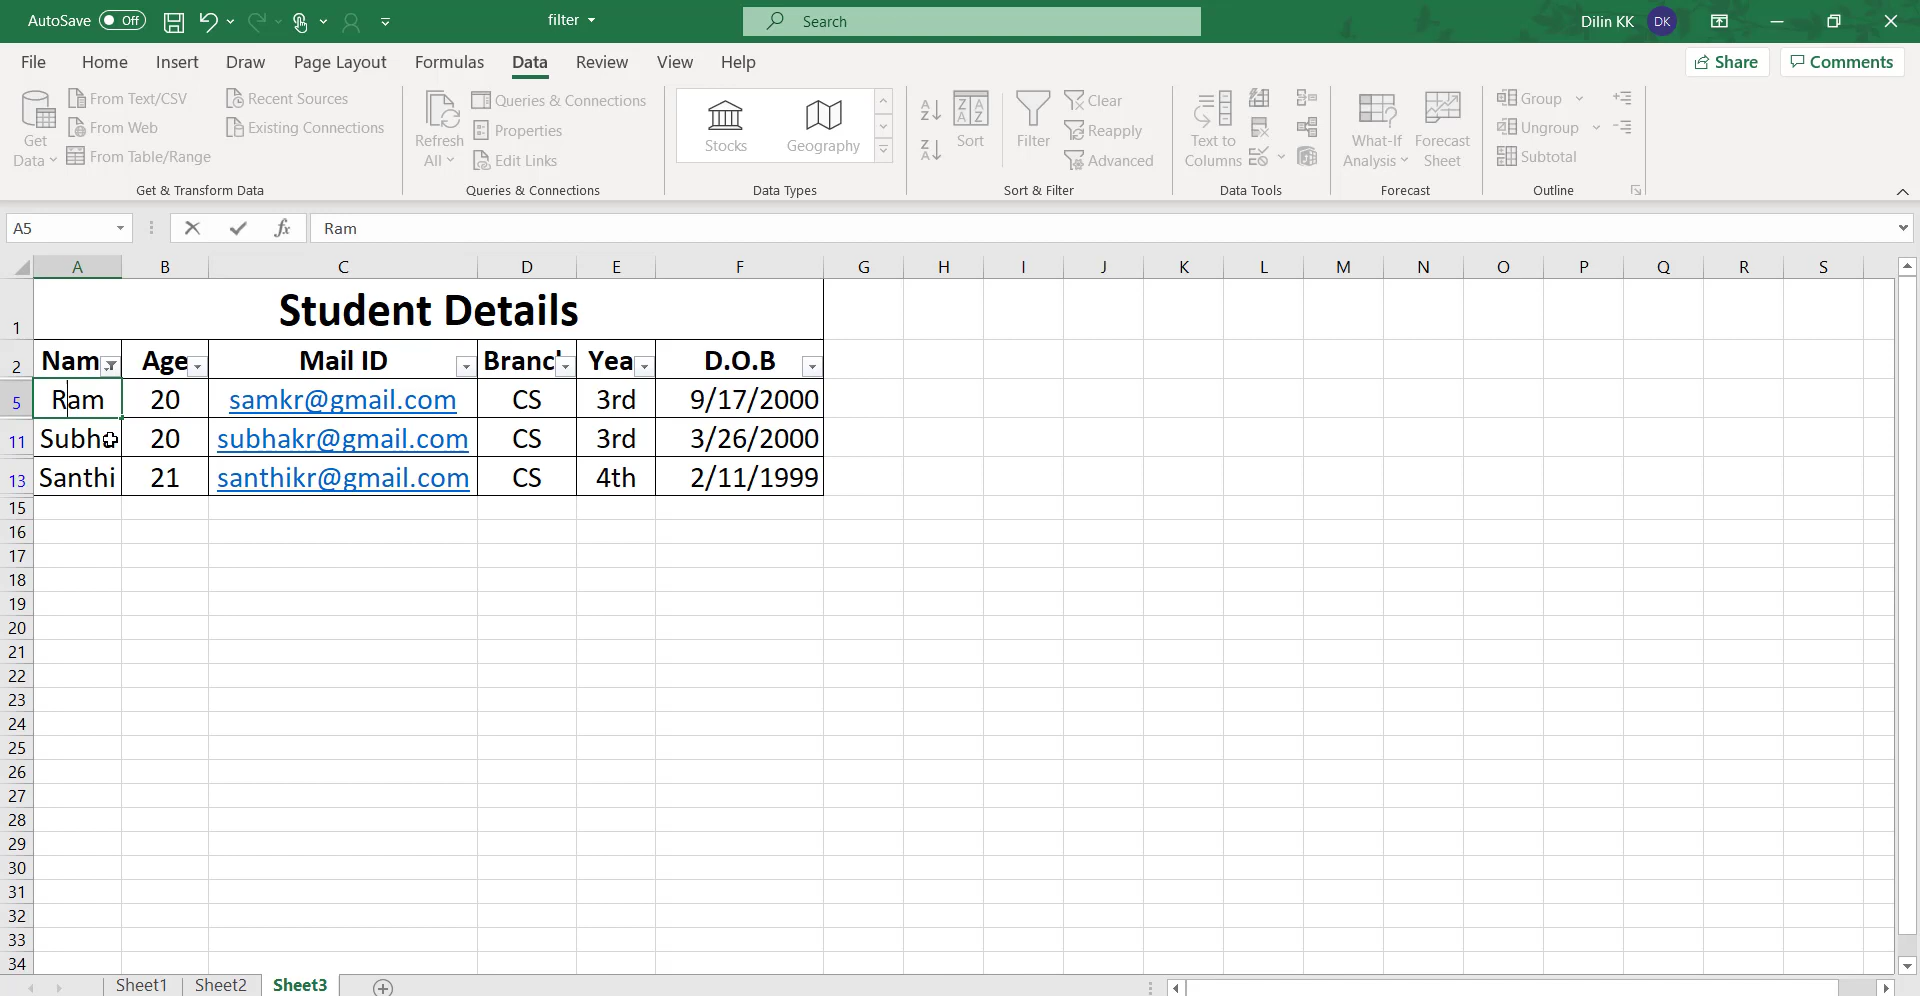 AutoSave Off filter Search Dilin KK DK
File Home Insert Draw Page Layout Formulas Data Review View Help Share Comments
Get Data
From Text/CSV
From Web
From Table/Range
Recent Sources
Existing Connections
Get & Transform Data
Refresh All
Queries & Connections
Properties
Edit Links
Queries & Connections
Stocks Geography
Data Types
Sort
Filter
Clear
Reapply
Advanced
Sort & Filter
Text to Columns
Data Tools
What-If Analysis
Forecast Sheet
Forecast
Group
Ungroup
Subtotal
Outline
A5 fx Ram
A B C D E F G H I J K L M N O P Q R S
1 Student Details
2 Nam Age Mail ID Branch Yea D.O.B
5 Ram 20 samkr@gmail.com CS 3rd 9/17/2000
11 Subha 20 subhakr@gmail.com CS 3rd 3/26/2000
13 Santhi 21 santhikr@gmail.com CS 4th 2/11/1999
15
16
17
18
19
20
21
22
23
24
25
26
27
28
29
30
31
32
33
34
Sheet1 Sheet2 Sheet3